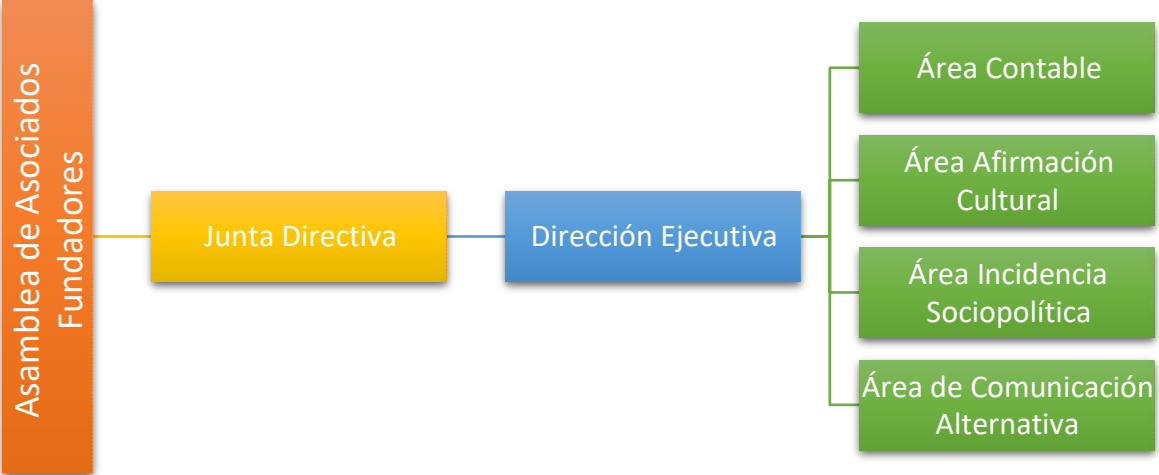 Asamblea de Asociados
Fundadores
Junta Directiva
Dirección Ejecutiva
Área Contable
Área Afirmación
Cultural
Área Incidencia
Sociopolítica
Área de Comunicación
Alternativa